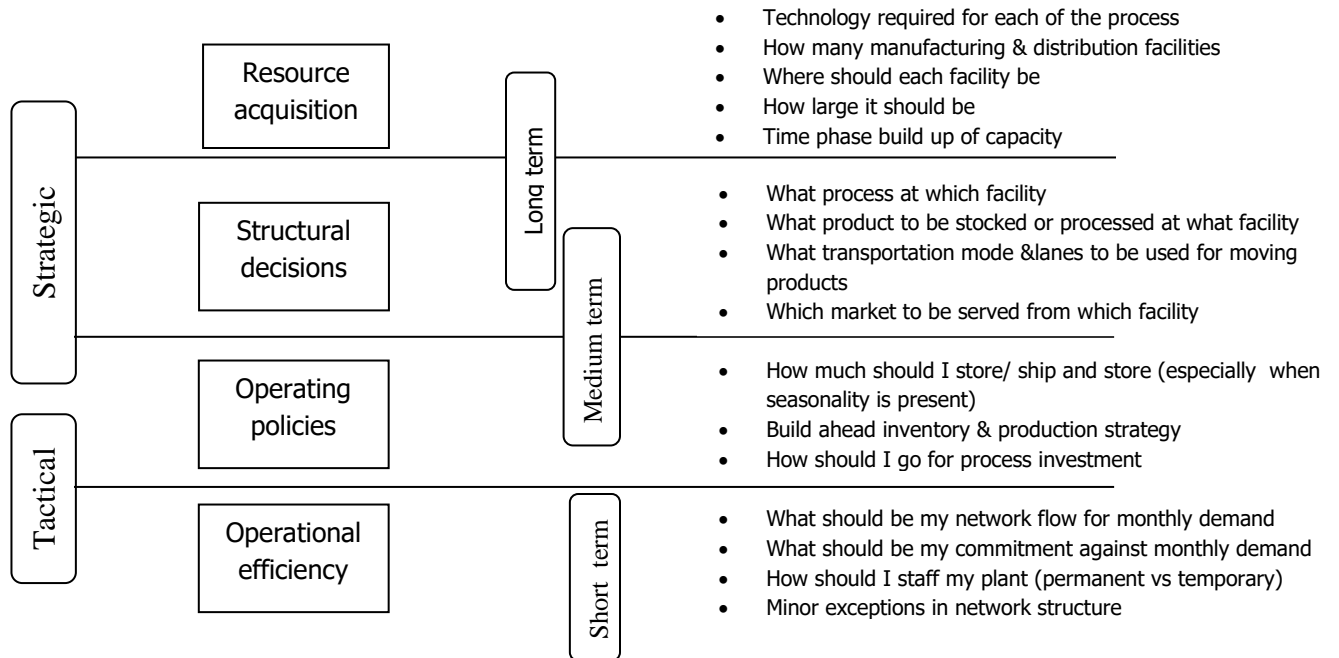 Strategic
Tactical
Resource
acquisition
Structural
decisions
Operating
policies
Operational
efficiency
Long term
Medium term
Short term
• Technology required for each of the process
• How many manufacturing & distribution facilities
• Where should each facility be
• How large it should be
• Time phase build up of capacity
• What process at which facility
• What product to be stocked or processed at what facility
• What transportation mode &lanes to be used for moving
products
• Which market to be served from which facility
• How much should I store/ ship and store (especially when
seasonality is present)
• Build ahead inventory & production strategy
• How should I go for process investment
• What should be my network flow for monthly demand
• What should be my commitment against monthly demand
• How should I staff my plant (permanent vs temporary)
• Minor exceptions in network structure